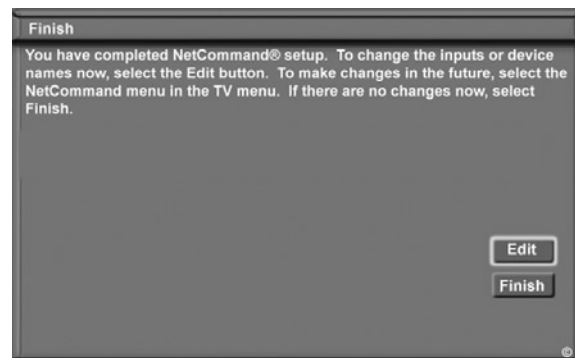 Finish
You have completed NetCommand® setup. To change the inputs or device
names now, select the Edit button. To make changes in the future, select the
NetCommand menu in the TV menu. If there are no changes now, select
Finish.
Edit
Finish
©